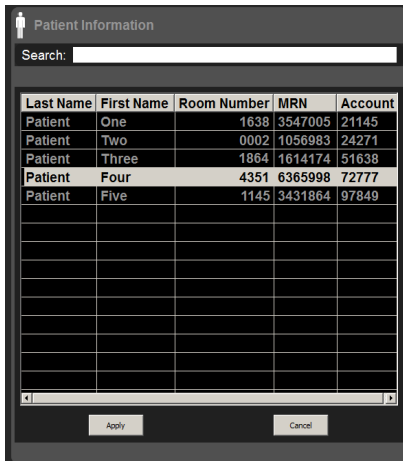 Patient Information
Search:
Last Name First Name Room Number MRN Account
Patient One 1638 3547005 21145
Patient Two 0002 1056983 24271
Patient Three 1864 1614174 51638
Patient Four 4351 6365998 72777
Patient Five 1145 3431864 97849
Apply Cancel